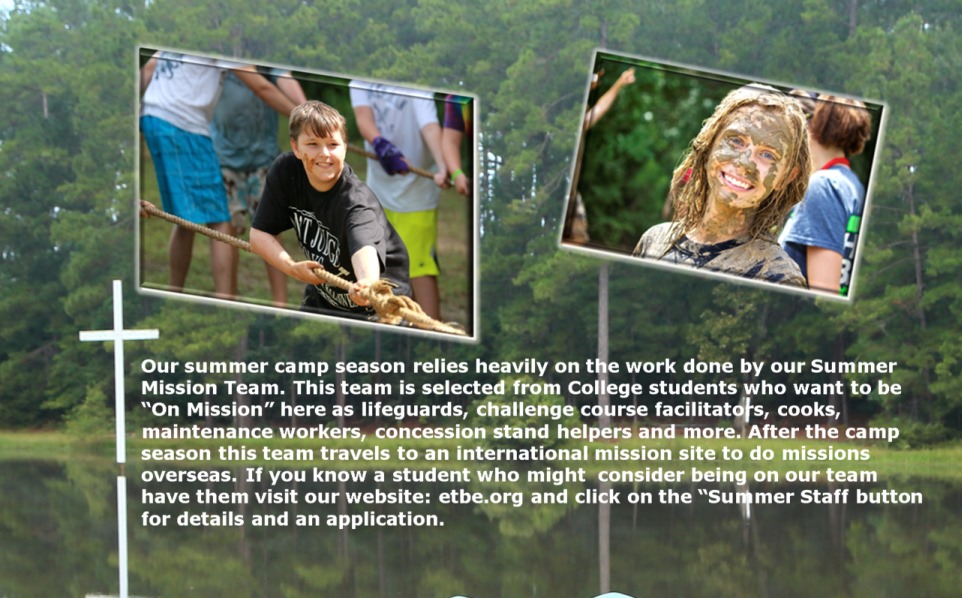 N'T JUDGE
Our summer camp season relies heavily on the work done by our Summer
Mission Team. This team is selected from College students who want to be
“On Mission” here as lifeguards, challenge course facilitators, cooks,
maintenance workers, concession stand helpers and more. After the camp
season this team travels to an international mission site to do missions
overseas. If you know a student who might  consider being on our team
have them visit our website: etbe.org and click on the “Summer Staff button
for details and an application.